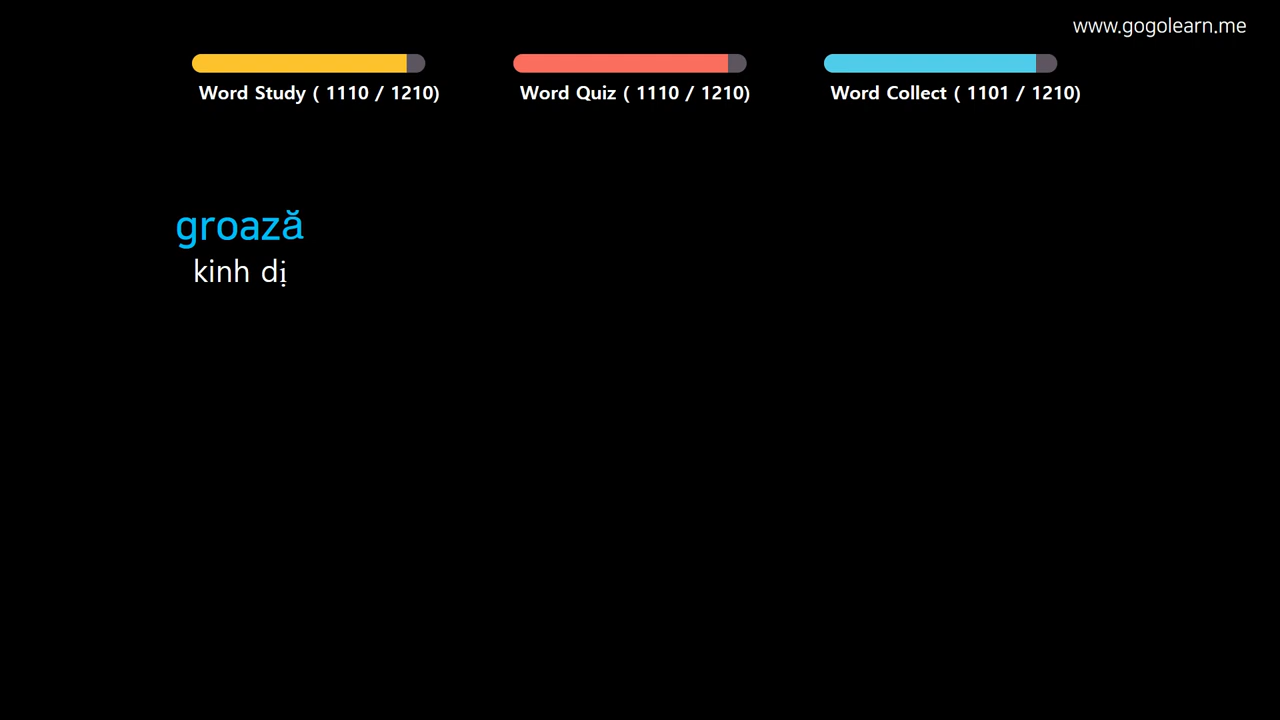 www.gogolearn.me
Word Study ( 1110 / 1210)
Word Quiz ( 1110 / 1210)
Word Collect ( 1101 / 1210)
groază
kinh dị